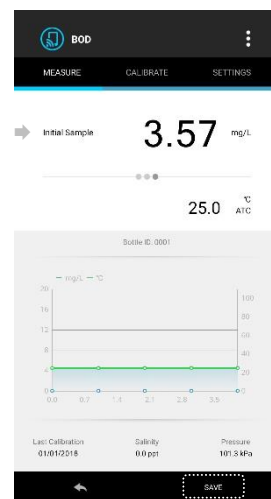 BOD
MEASURE CALIBRATE SETTINGS
Initial Sample 3.57 mg/L
25.0 °C
ATC
Bottle ID: 0001
mg/L °C
20
16
12
8
4
0
100
80
60
40
20
0
0.0 0.7 1.4 2.1 2.8 3.5
Last Calibration Salinity Pressure
01/01/2018 0.0 ppt 101.3 kPa
SAVE